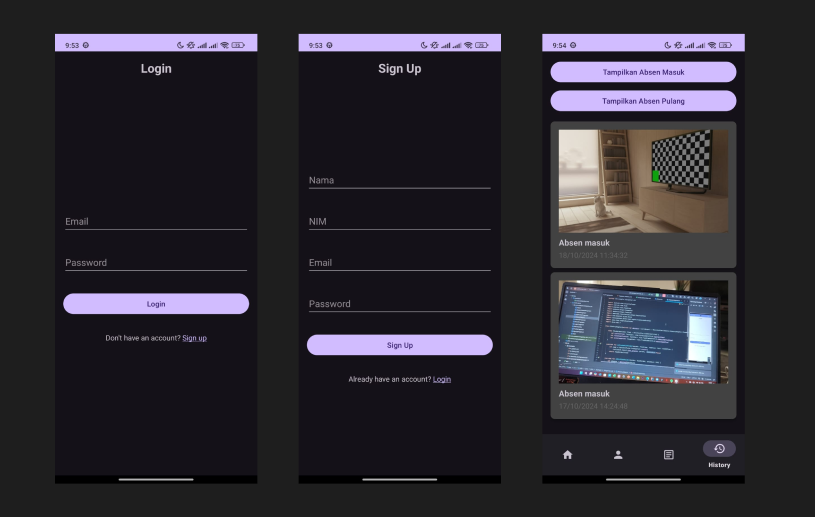 9:53
Login
Email
Password
Login
Don't have an account? Sign up
9:53
Sign Up
Nama
NIM
Email
Password
Sign Up
Already have an account? Login
9:54
Tampilkan Absen Masuk
Tampilkan Absen Pulang
Absen masuk
18/10/2024 11:34:32
Absen masuk
17/10/2024 14:24:48
History